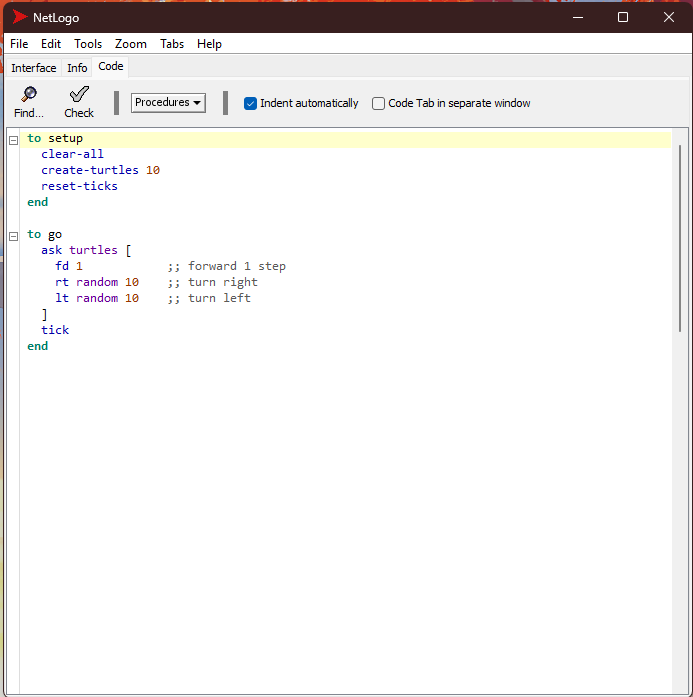 NetLogo
File Edit Tools Zoom Tabs Help
Interface Info Code
Find... Check Procedures Indent automatically Code Tab in separate window
to setup
  clear-all
  create-turtles 10
  reset-ticks
end
to go
  ask turtles [
    fd 1            ;; forward 1 step
    rt random 10    ;; turn right
    lt random 10    ;; turn left
  ]
  tick
end